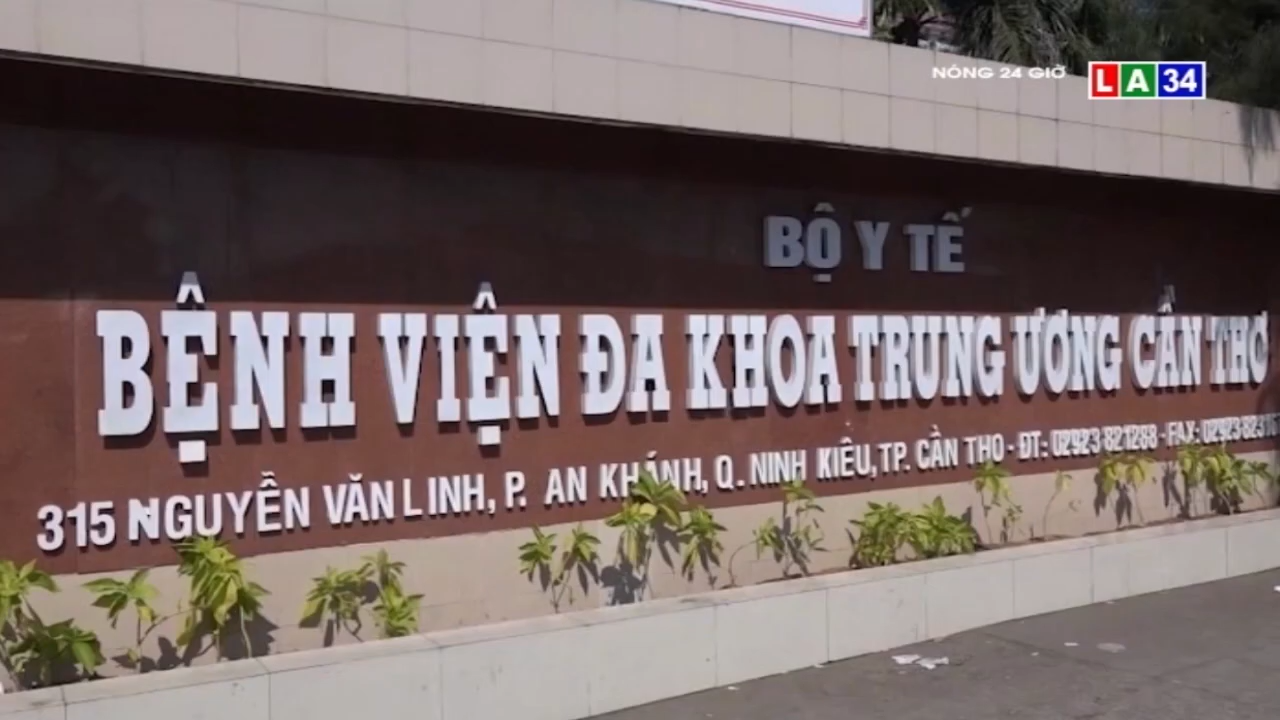 NÓNG 24 GIỜ LA34
BỘ Y TẾ
BỆNH VIỆN ĐA KHOA TRUNG ƯƠNG CẦN THƠ
315 NGUYỄN VĂN LINH, P. AN KHÁNH, Q. NINH KIỀU, TP. CẦN THƠ - ĐT: 02923 821288 - FAX: